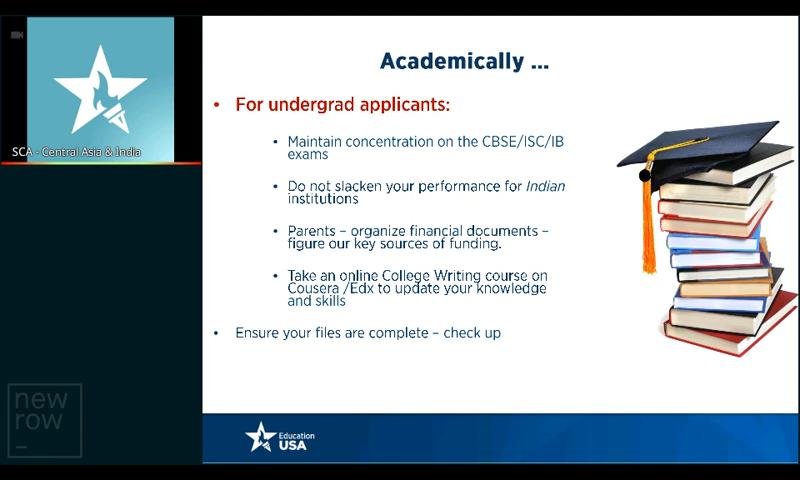 Academically ...
• For undergrad applicants:
• Maintain concentration on the CBSE/ISC/IB
exams
• Do not slacken your performance for Indian
institutions
• Parents – organize financial documents –
figure our key sources of funding.
• Take an online College Writing course on
Cousera /Edx to update your knowledge
and skills
• Ensure your files are complete – check up
SCA - Central Asia & India
new
row
Education
USA